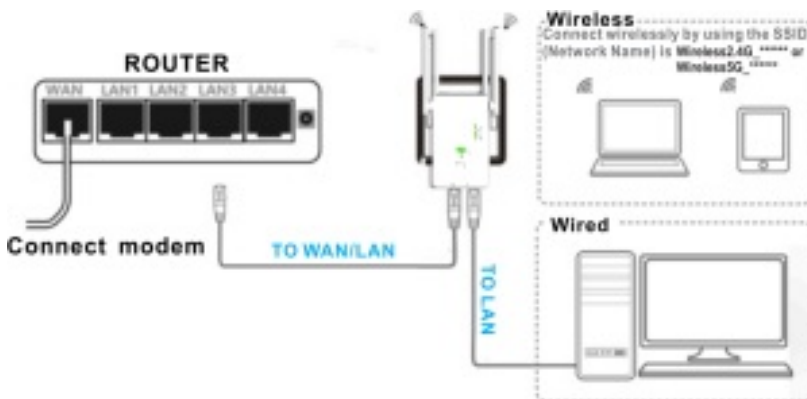 Wireless
Connect wirelessly by using the SSID
(Network Name) is Wireless2.4G_****** or
Wireless5G_******
ROUTER
WAN LAN1 LAN2 LAN3 LAN4
Connect modem
TO WAN/LAN
TO LAN
Wired